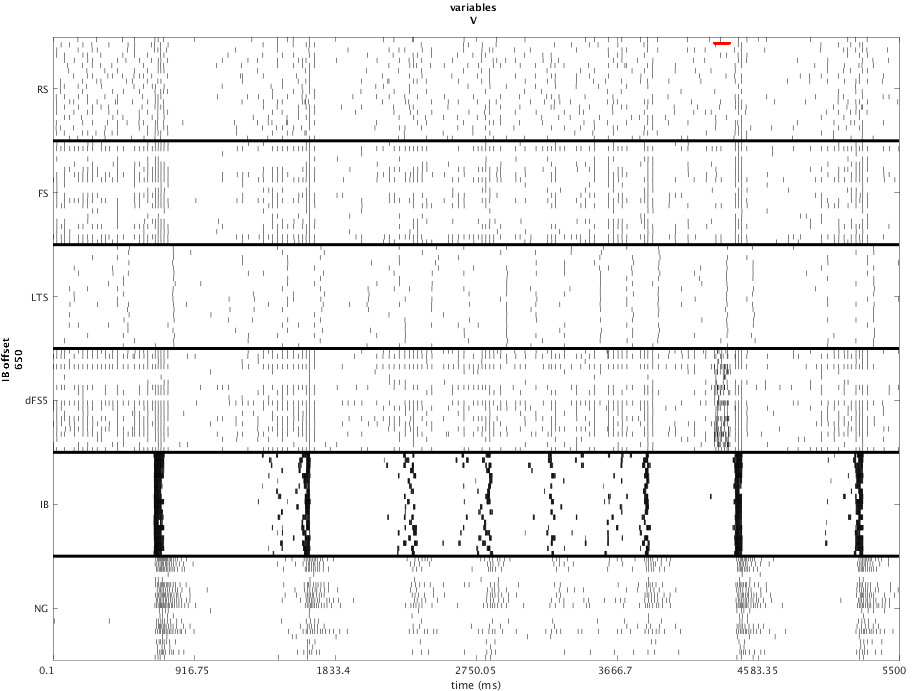 variables
V
RS
FS
LTS
IB offset
650
dFS5
IB
NG
0.1 916.75 1833.4 2750.05 3666.7 4583.35 5500
time (ms)